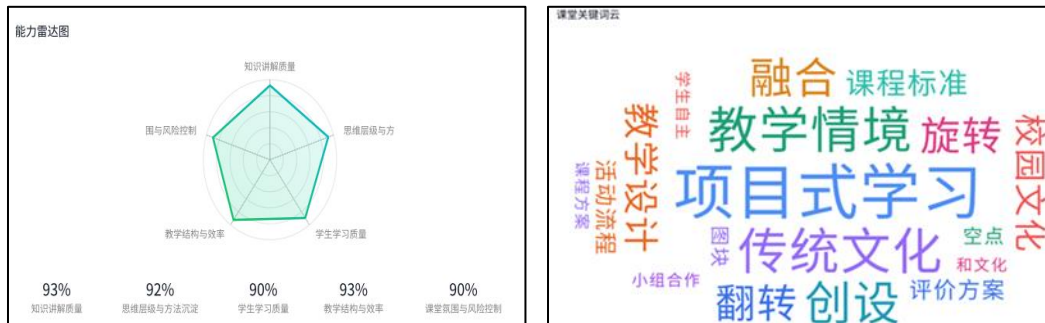 能力雷达图
知识讲解质量
围与风险控制
思维层级与方
教学结构与效率
学生学习质量
93%
92%
90%
93%
90%
知识讲解质量
思维层级与方法沉淀
学生学习质量
教学结构与效率
课堂氛围与风险控制
课堂关键词云
融合
课程标准
学生自主
教学情境
旋转
校园文化
教学设计
活动流程
课程方案
项目式学习
图块
传统文化
空点
和文化
小组合作
翻转
创设
评价方案